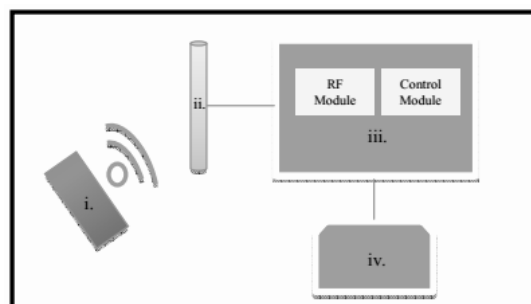 RF
Module
Control
Module
ii.
iii.
i.
iv.